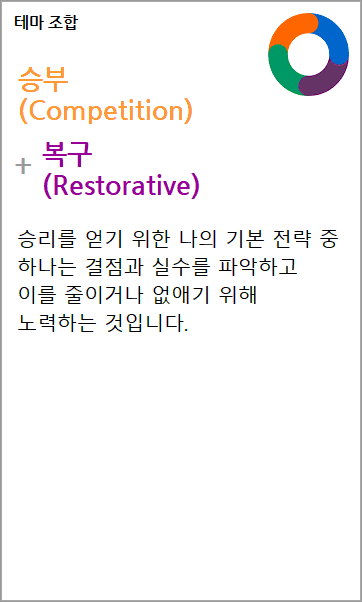 테마 조합
승부
(Competition)
+ 복구
(Restorative)
승리를 얻기 위한 나의 기본 전략 중
하나는 결점과 실수를 파악하고
이를 줄이거나 없애기 위해
노력하는 것입니다.